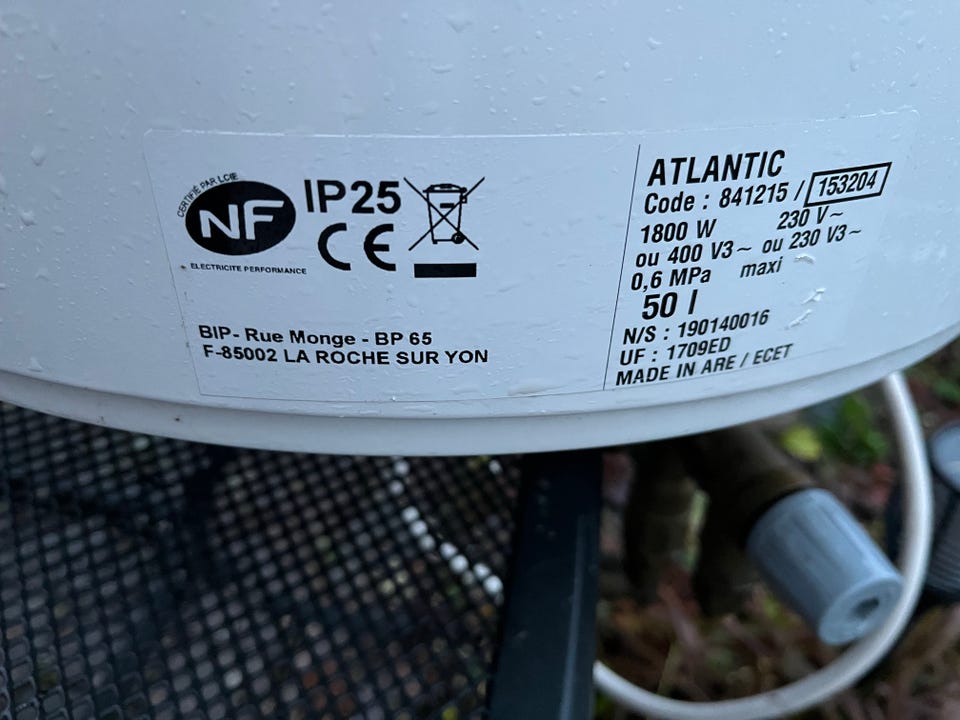 CERTIFIÉ PAR LCIE
NF
ELECTRICITE PERFORMANCE
IP25
CE
BIP- Rue Monge - BP 65
F-85002 LA ROCHE SUR YON
ATLANTIC
Code : 841215 / 153204
1800 W 230 V~
ou 400 V3~ ou 230 V3~
0,6 MPa maxi
50 l
N/S : 190140016
UF : 1709ED
MADE IN ARE / ECET